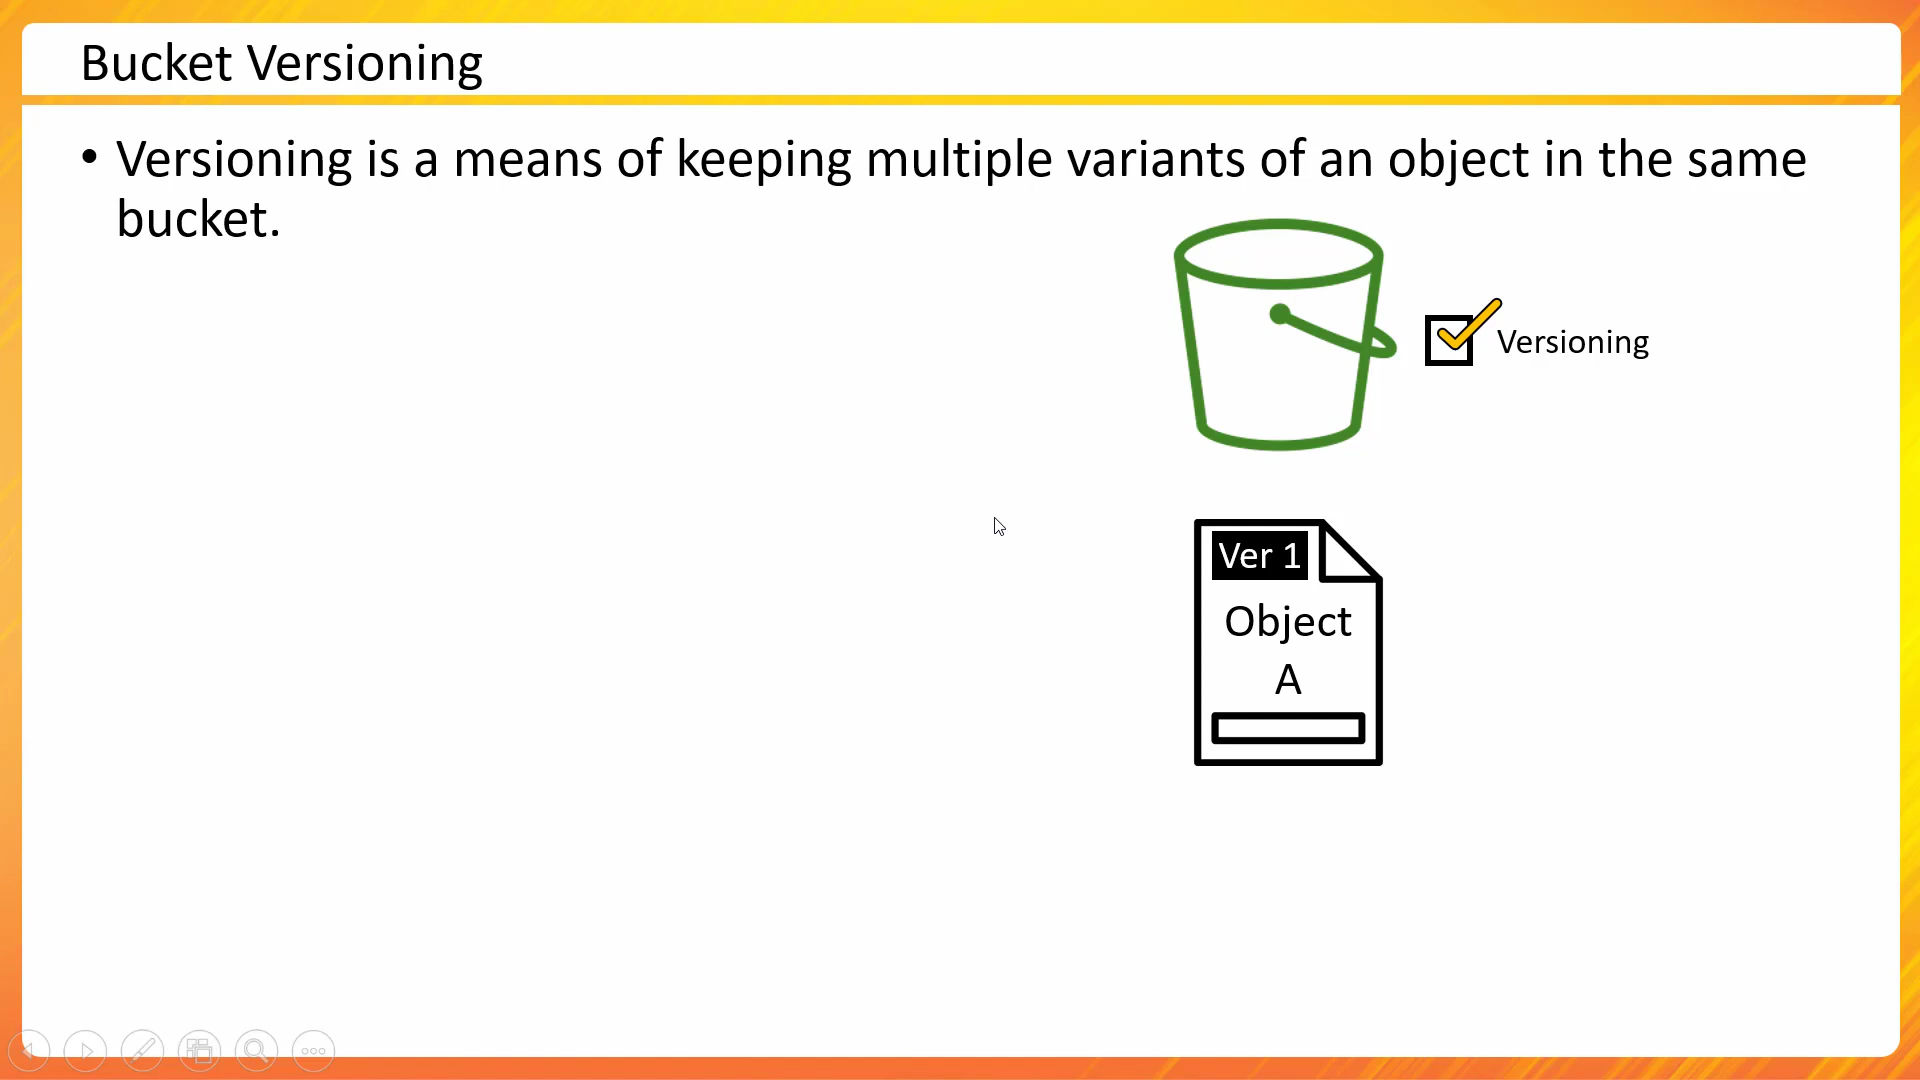 Bucket Versioning
• Versioning is a means of keeping multiple variants of an object in the same
bucket.
Versioning
Ver 1
Object
A